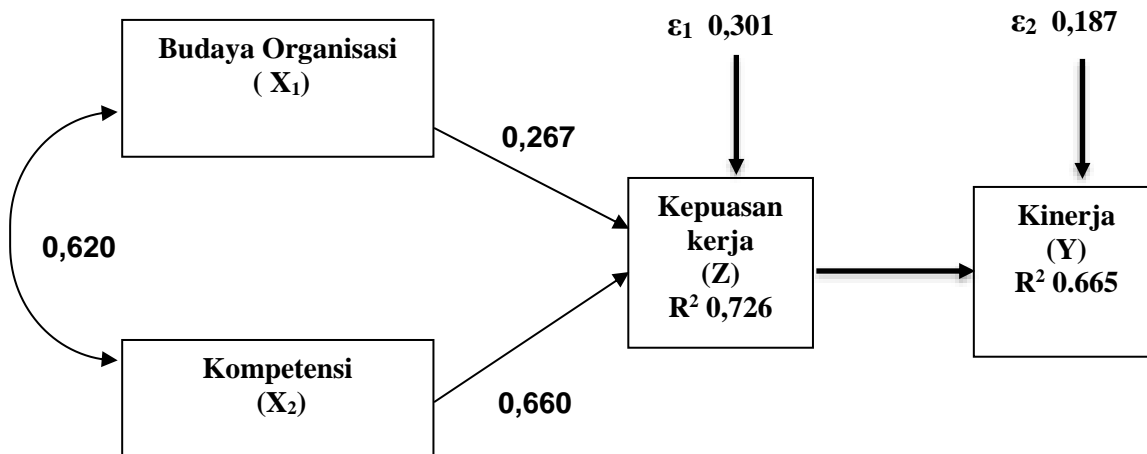 Budaya Organisasi
( X₁)
0,620
Kompetensi
(X₂)
0,267
0,660
ε₁ 0,301
Kepuasan
kerja
(Z)
R² 0,726
ε₂ 0,187
Kinerja
(Y)
R² 0.665